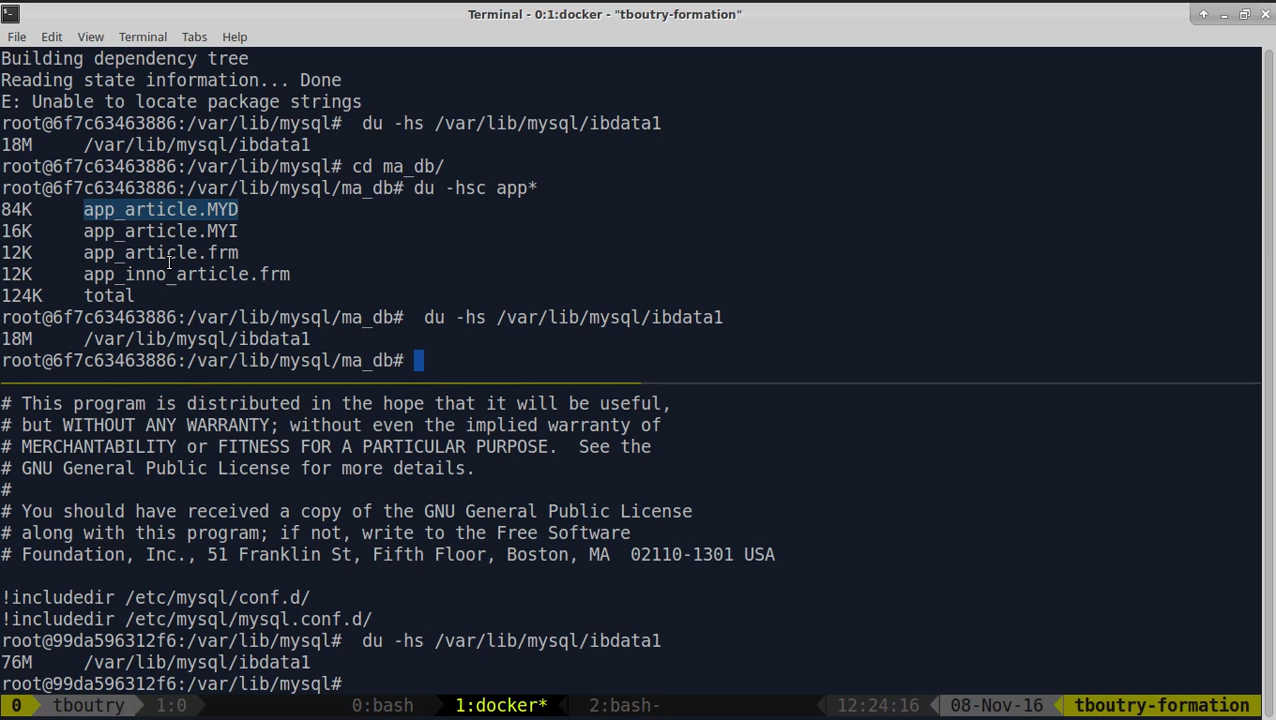 Terminal - 0:1:docker - "tboutry-formation"
File Edit View Terminal Tabs Help
Building dependency tree
Reading state information... Done
E: Unable to locate package strings
root@6f7c63463886:/var/lib/mysql#  du -hs /var/lib/mysql/ibdata1
18M     /var/lib/mysql/ibdata1
root@6f7c63463886:/var/lib/mysql# cd ma_db/
root@6f7c63463886:/var/lib/mysql/ma_db# du -hsc app*
84K     app_article.MYD
16K     app_article.MYI
12K     app_article.frm
12K     app_inno_article.frm
124K    total
root@6f7c63463886:/var/lib/mysql/ma_db#  du -hs /var/lib/mysql/ibdata1
18M     /var/lib/mysql/ibdata1
root@6f7c63463886:/var/lib/mysql/ma_db#
# This program is distributed in the hope that it will be useful,
# but WITHOUT ANY WARRANTY; without even the implied warranty of
# MERCHANTABILITY or FITNESS FOR A PARTICULAR PURPOSE.  See the
# GNU General Public License for more details.
#
# You should have received a copy of the GNU General Public License
# along with this program; if not, write to the Free Software
# Foundation, Inc., 51 Franklin St, Fifth Floor, Boston, MA  02110-1301 USA
!includedir /etc/mysql/conf.d/
!includedir /etc/mysql/mysql.conf.d/
root@99da596312f6:/var/lib/mysql#  du -hs /var/lib/mysql/ibdata1
76M     /var/lib/mysql/ibdata1
root@99da596312f6:/var/lib/mysql#
0 tboutry 1:0 0:bash 1:docker* 2:bash- 12:24:16 08-Nov-16 tboutry-formation